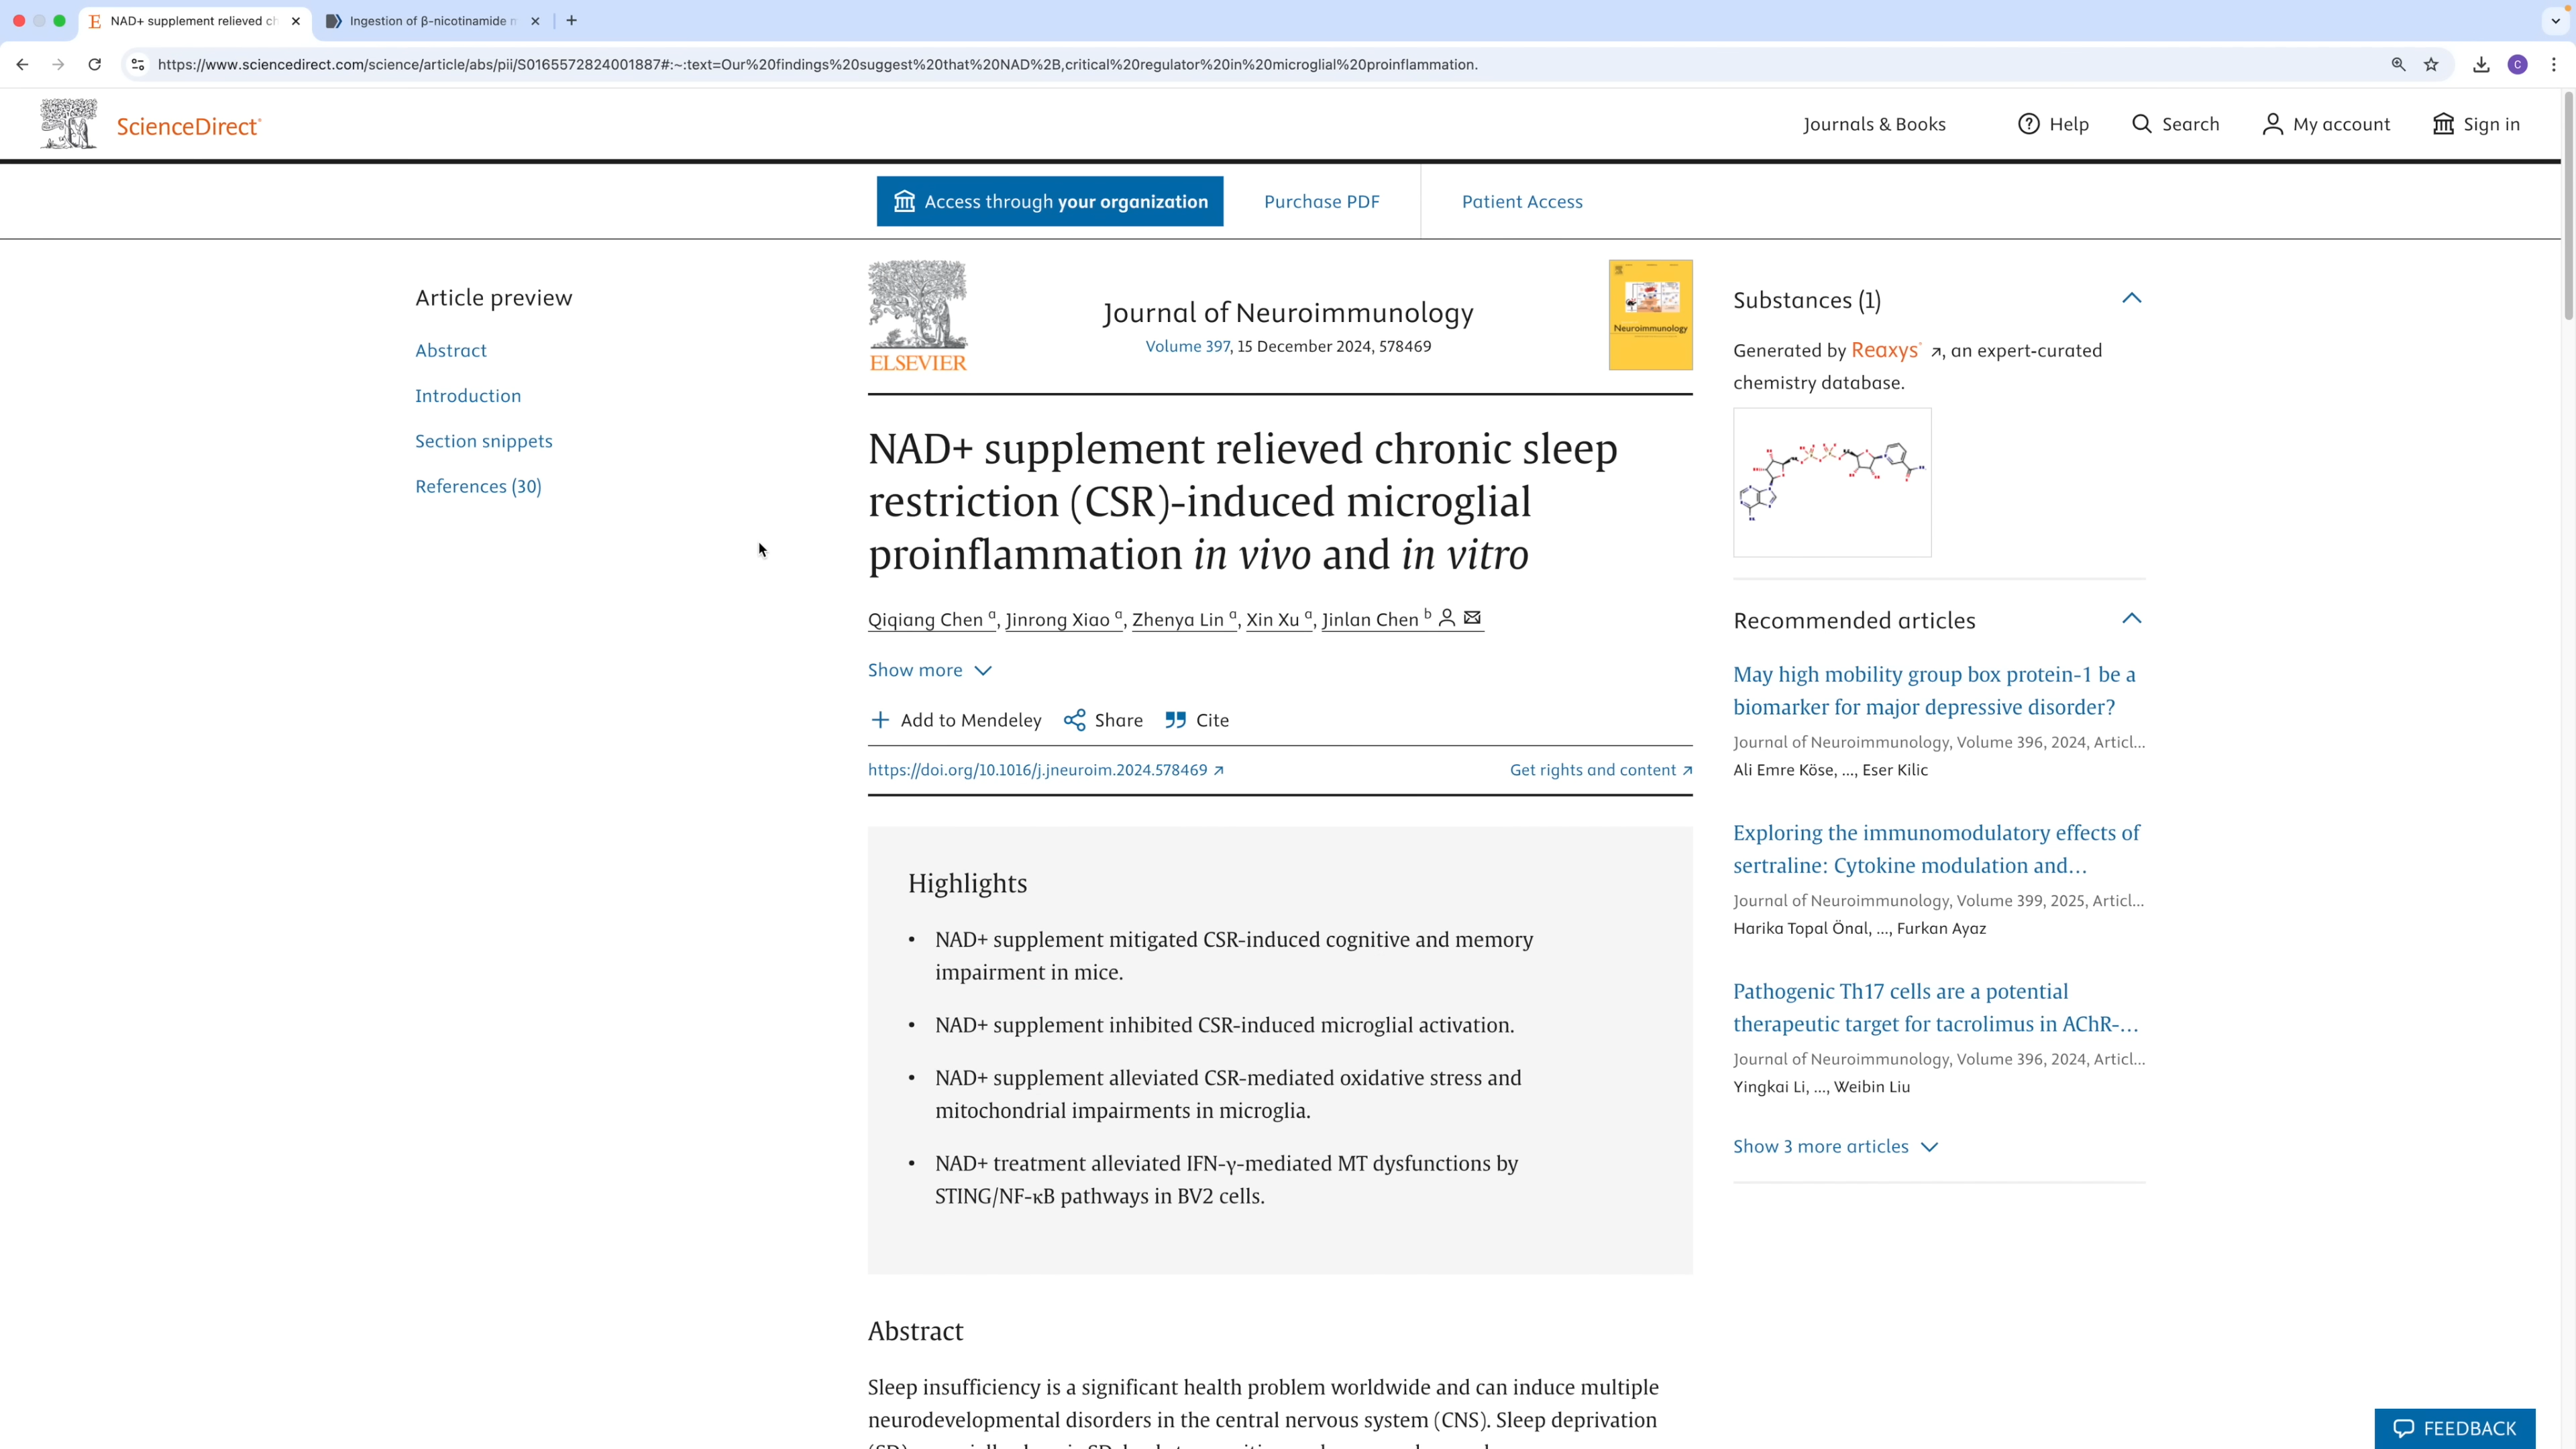 NAD+ supplement relieved ch
Ingestion of β-nicotinamide m
https://www.sciencedirect.com/science/article/abs/pii/S0165572824001887#:~:text=Our%20findings%20suggest%20that%20NAD%2B,critical%20regulator%20in%20microglial%20proinflammation.
C
ScienceDirect
Journals & Books
Help
Search
My account
Sign in
Access through your organization
Purchase PDF
Patient Access
Article preview
Abstract
Introduction
Section snippets
References (30)
ELSEVIER
Journal of Neuroimmunology
Volume 397, 15 December 2024, 578469
Neuroimmunology
NAD+ supplement relieved chronic sleep
restriction (CSR)-induced microglial
proinflammation in vivo and in vitro
Qiqiang Chen a, Jinrong Xiao a, Zhenya Lin a, Xin Xu a, Jinlan Chen b
Show more
Add to Mendeley
Share
Cite
https://doi.org/10.1016/j.jneuroim.2024.578469
Get rights and content
Highlights
• NAD+ supplement mitigated CSR-induced cognitive and memory
impairment in mice.
• NAD+ supplement inhibited CSR-induced microglial activation.
• NAD+ supplement alleviated CSR-mediated oxidative stress and
mitochondrial impairments in microglia.
• NAD+ treatment alleviated IFN-γ-mediated MT dysfunctions by
STING/NF-κB pathways in BV2 cells.
Abstract
Sleep insufficiency is a significant health problem worldwide and can induce multiple
neurodevelopmental disorders in the central nervous system (CNS). Sleep deprivation
Substances (1)
Generated by Reaxys, an expert-curated
chemistry database.
Recommended articles
May high mobility group box protein-1 be a
biomarker for major depressive disorder?
Journal of Neuroimmunology, Volume 396, 2024, Articl...
Ali Emre Köse, ..., Eser Kilic
Exploring the immunomodulatory effects of
sertraline: Cytokine modulation and...
Journal of Neuroimmunology, Volume 399, 2025, Articl...
Harika Topal Önal, ..., Furkan Ayaz
Pathogenic Th17 cells are a potential
therapeutic target for tacrolimus in AChR-...
Journal of Neuroimmunology, Volume 396, 2024, Articl...
Yingkai Li, ..., Weibin Liu
Show 3 more articles
FEEDBACK